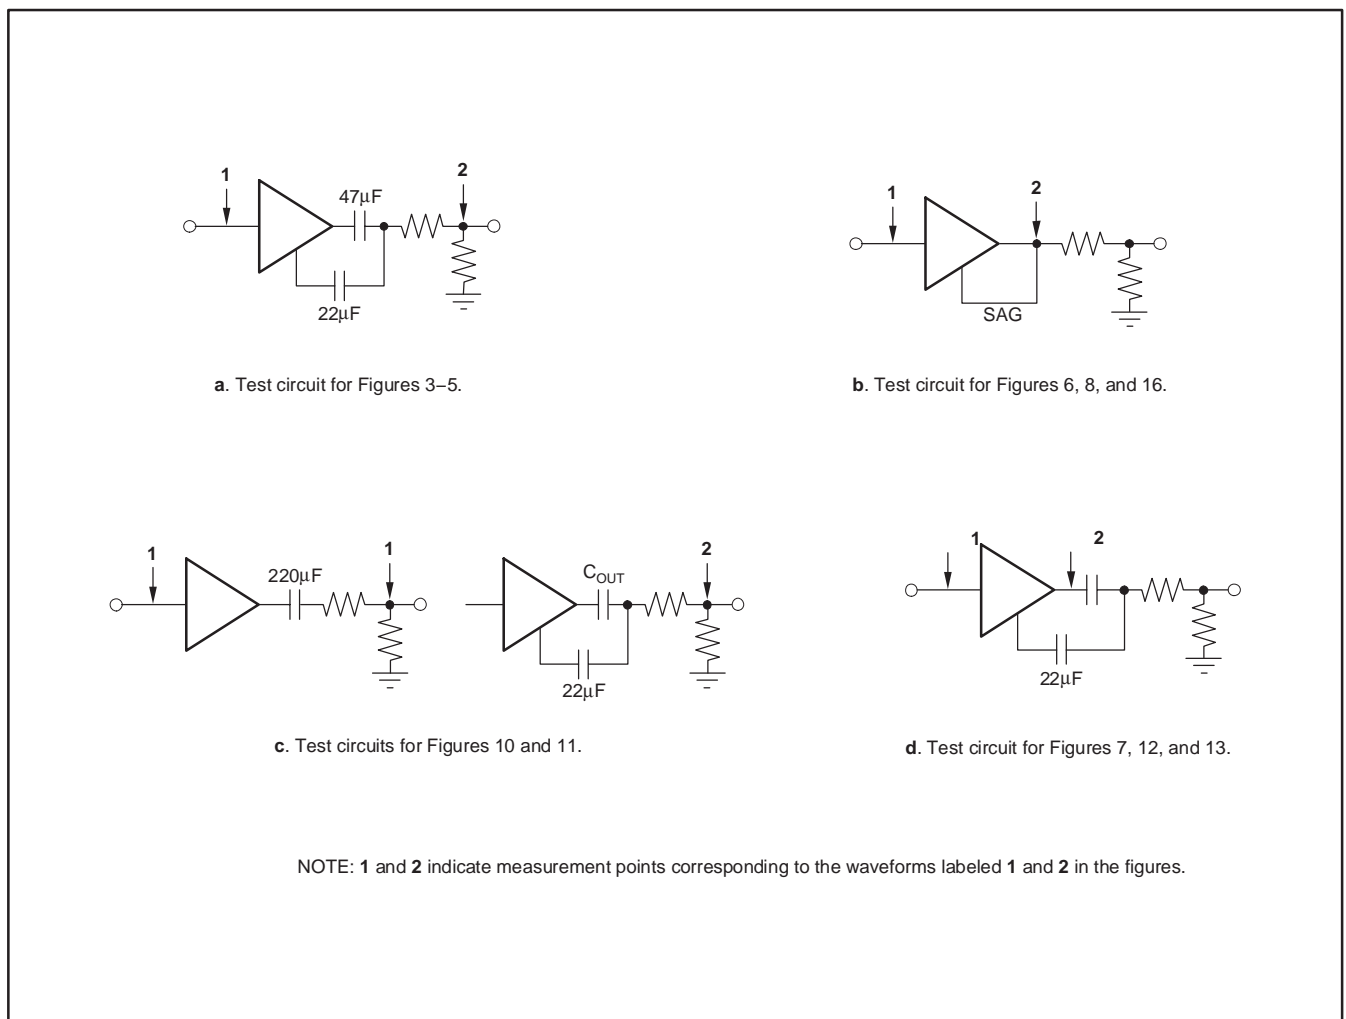 1
2
47μF
22μF
a. Test circuit for Figures 3–5.
1
2
SAG
b. Test circuit for Figures 6, 8, and 16.
1
1
220μF
2
COUT
22μF
c. Test circuits for Figures 10 and 11.
1
2
22μF
d. Test circuit for Figures 7, 12, and 13.
NOTE: 1 and 2 indicate measurement points corresponding to the waveforms labeled 1 and 2 in the figures.